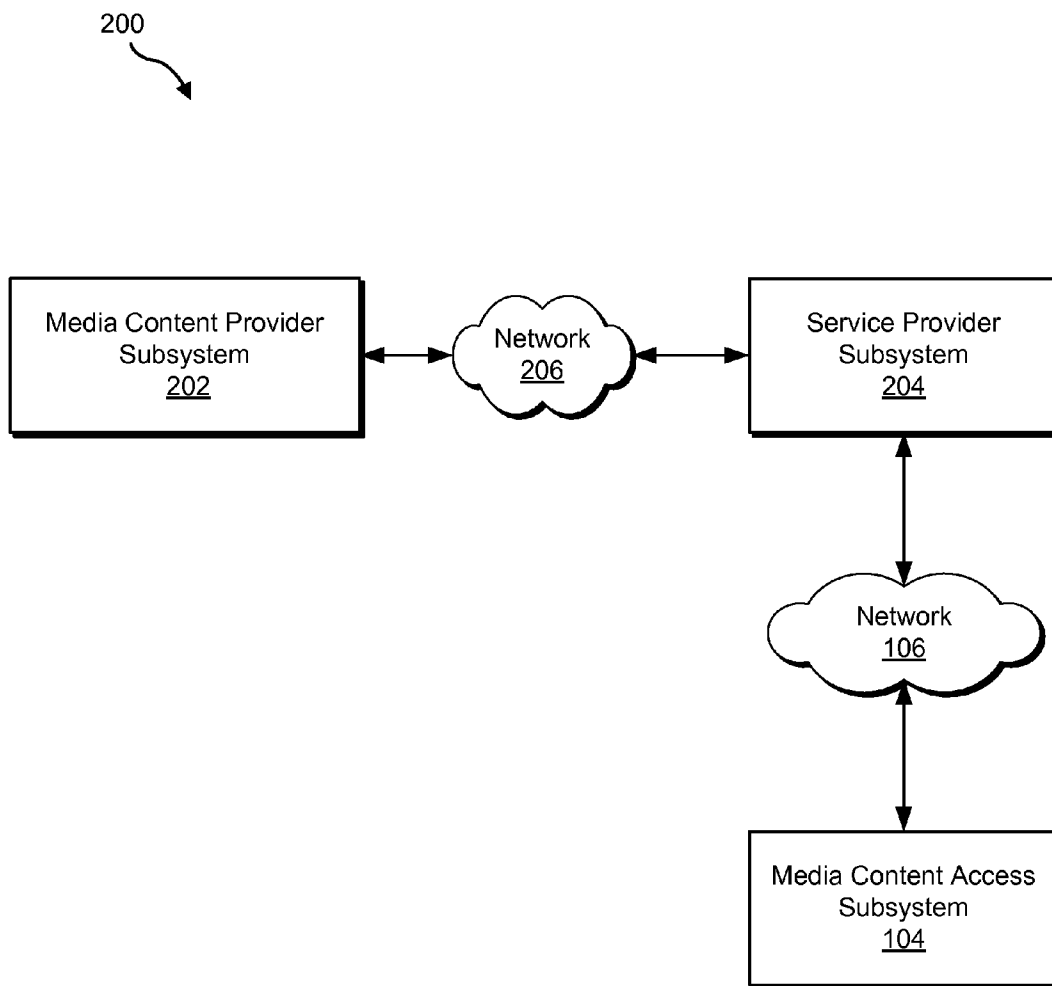 200
Media Content Provider
Subsystem
202
Network
206
Service Provider
Subsystem
204
Network
106
Media Content Access
Subsystem
104